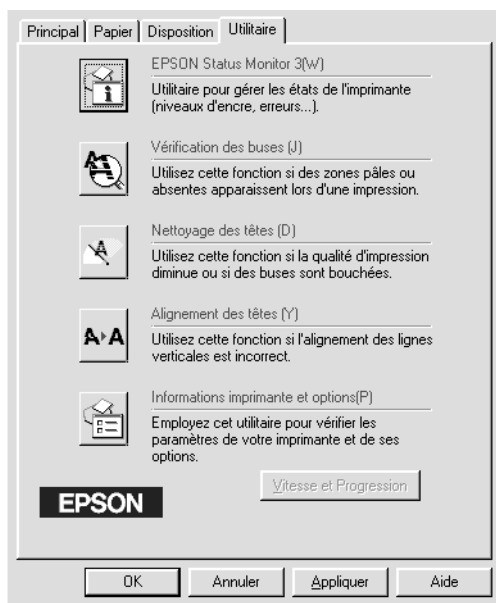 Principal Papier Disposition Utilitaire
EPSON Status Monitor 3(W)
Utilitaire pour gérer les états de l'imprimante
(niveaux d'encre, erreurs...).
Vérification des buses (J)
Utilisez cette fonction si des zones pâles ou
absentes apparaissent lors d'une impression.
Nettoyage des têtes (D)
Utilisez cette fonction si la qualité d'impression
diminue ou si des buses sont bouchées.
Alignement des têtes (Y)
Utilisez cette fonction si l'alignement des lignes
verticales est incorrect.
Informations imprimante et options(P)
Employez cet utilitaire pour vérifier les
paramètres de votre imprimante et de ses
options.
Vitesse et Progression
EPSON
OK Annuler Appliquer Aide